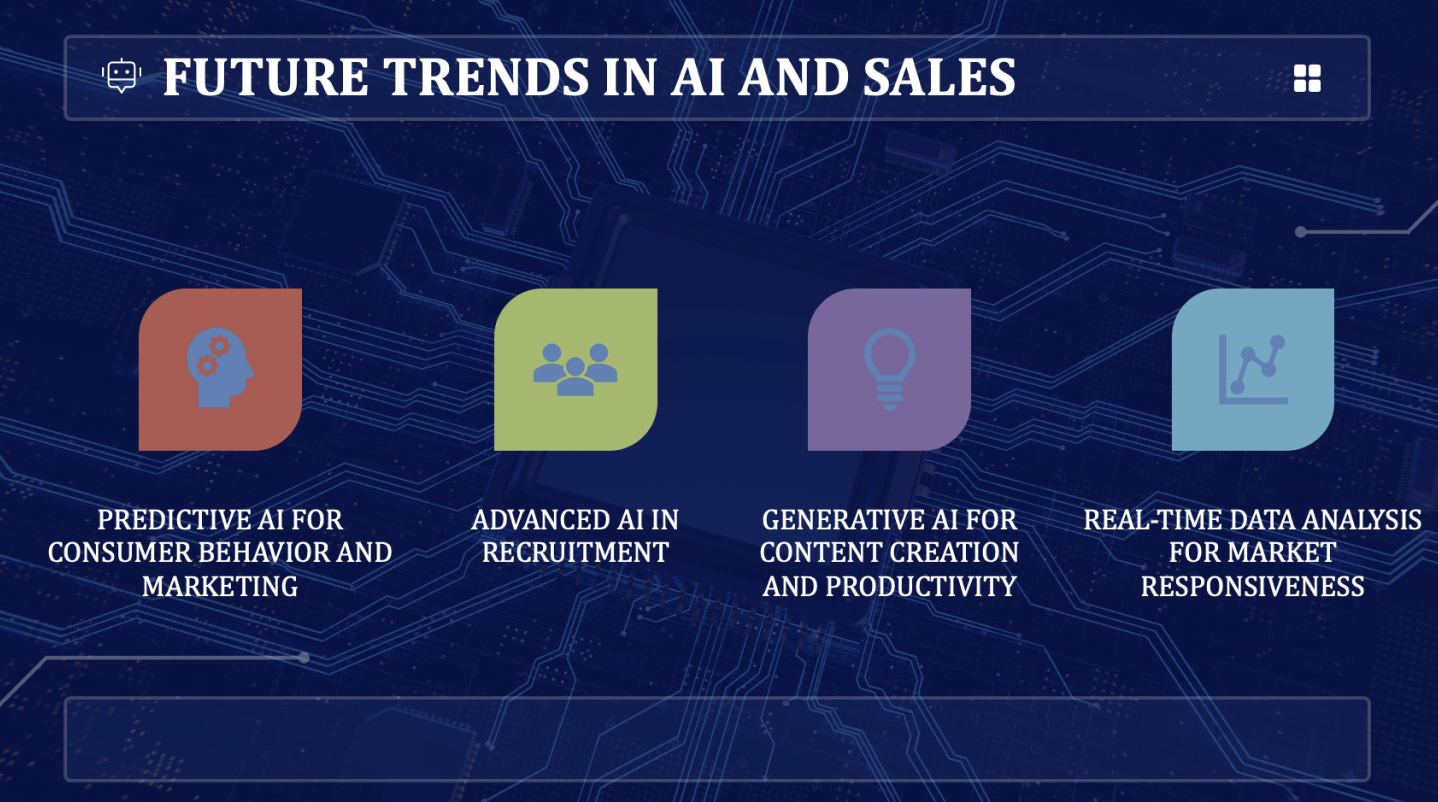 FUTURE TRENDS IN AI AND SALES
PREDICTIVE AI FOR
CONSUMER BEHAVIOR AND
MARKETING
ADVANCED AI IN
RECRUITMENT
GENERATIVE AI FOR
CONTENT CREATION
AND PRODUCTIVITY
REAL-TIME DATA ANALYSIS
FOR MARKET
RESPONSIVENESS